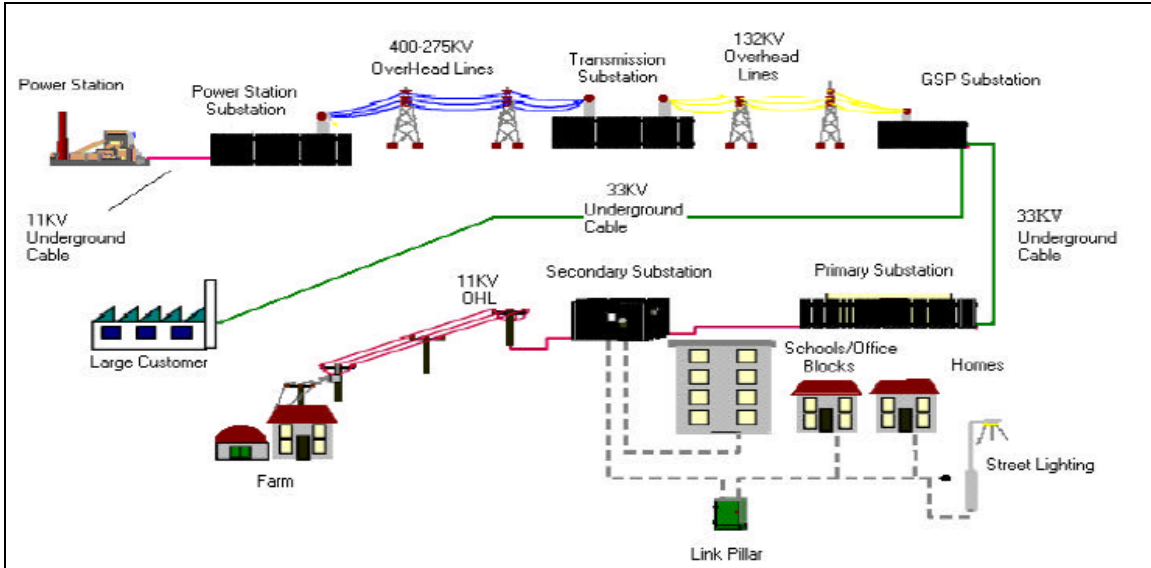 Power Station
Power Station
Substation
400-275KV
OverHead Lines
Transmission
Substation
132KV
Overhead
Lines
GSP Substation
11KV
Underground
Cable
33KV
Underground
Cable
33KV
Underground
Cable
Large Customer
11KV
OHL
Secondary Substation
Primary Substation
Schools/Office
Blocks
Homes
Farm
Street Lighting
Link Pillar